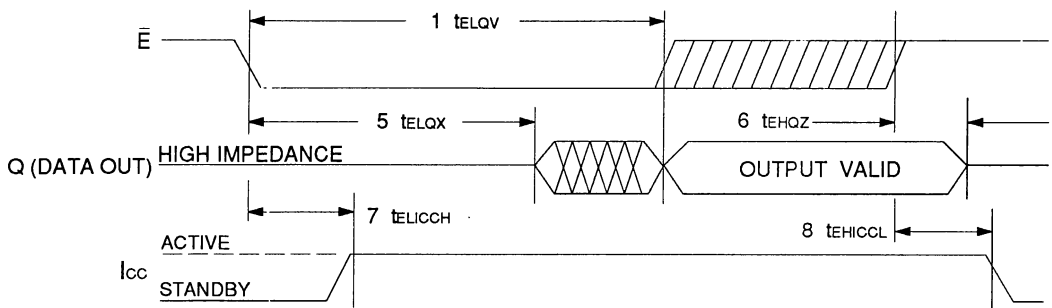 1 tELQV
Ē
5 tELQX
6 tEHQZ
Q (DATA OUT) HIGH IMPEDANCE
OUTPUT VALID
7 tELICCH
8 tEHICCL
ACTIVE
ICC
STANDBY